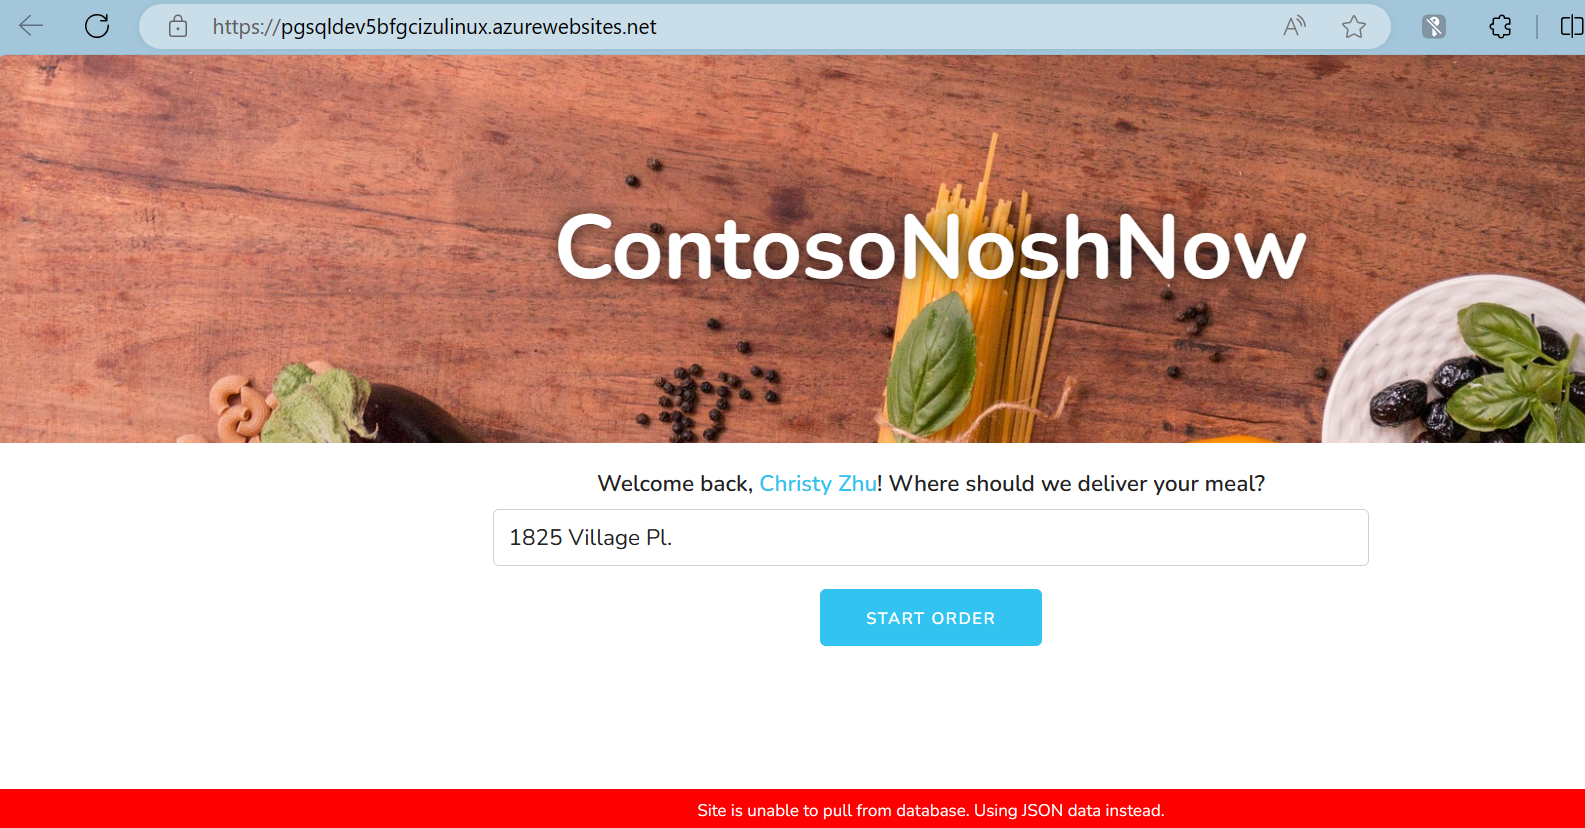 https://pgsqldev5bfgcizulinux.azurewebsites.net
ContosoNoshNow
Welcome back, Christy Zhu! Where should we deliver your meal?
1825 Village Pl.
START ORDER
Site is unable to pull from database. Using JSON data instead.